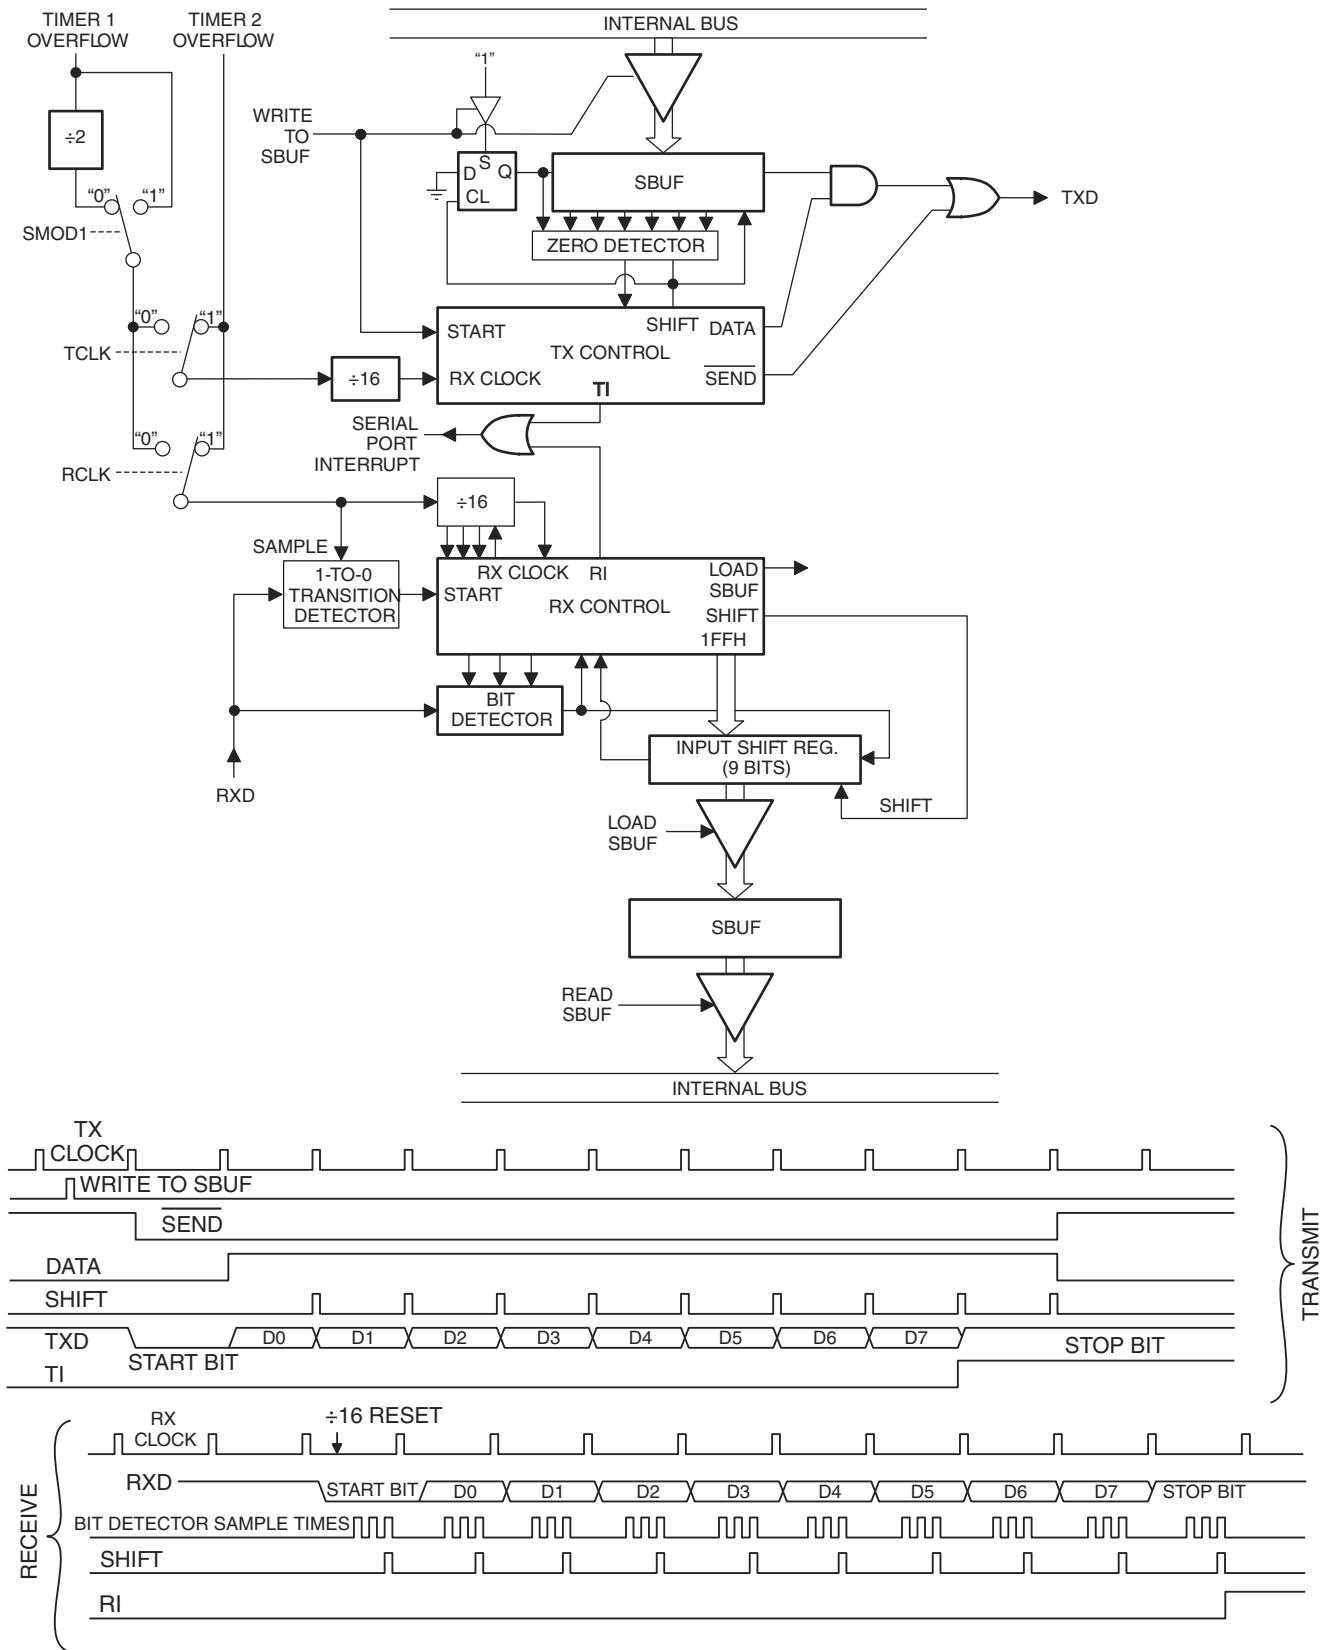 TIMER 1
OVERFLOW
TIMER 2
OVERFLOW
INTERNAL BUS
“1”
÷2
WRITE
TO
SBUF
“0”
“1”
SMOD1
D
S
Q
CL
SBUF
ZERO DETECTOR
TXD
“0”
“1”
TCLK
÷16
START
SHIFT
DATA
TX CONTROL
RX CLOCK
SEND
TI
SERIAL
PORT
INTERRUPT
“0”
“1”
RCLK
÷16
SAMPLE
1-TO-0
TRANSITION
DETECTOR
RX CLOCK
RI
LOAD
SBUF
START
RX CONTROL
SHIFT
1FFH
BIT
DETECTOR
INPUT SHIFT REG.
(9 BITS)
RXD
SHIFT
LOAD
SBUF
SBUF
READ
SBUF
INTERNAL BUS
TX
CLOCK
WRITE TO SBUF
SEND
DATA
SHIFT
TXD
D0
D1
D2
D3
D4
D5
D6
D7
START BIT
STOP BIT
TI
TRANSMIT
RX
CLOCK
÷16 RESET
RXD
START BIT
D0
D1
D2
D3
D4
D5
D6
D7
STOP BIT
BIT DETECTOR SAMPLE TIMES
SHIFT
RI
RECEIVE